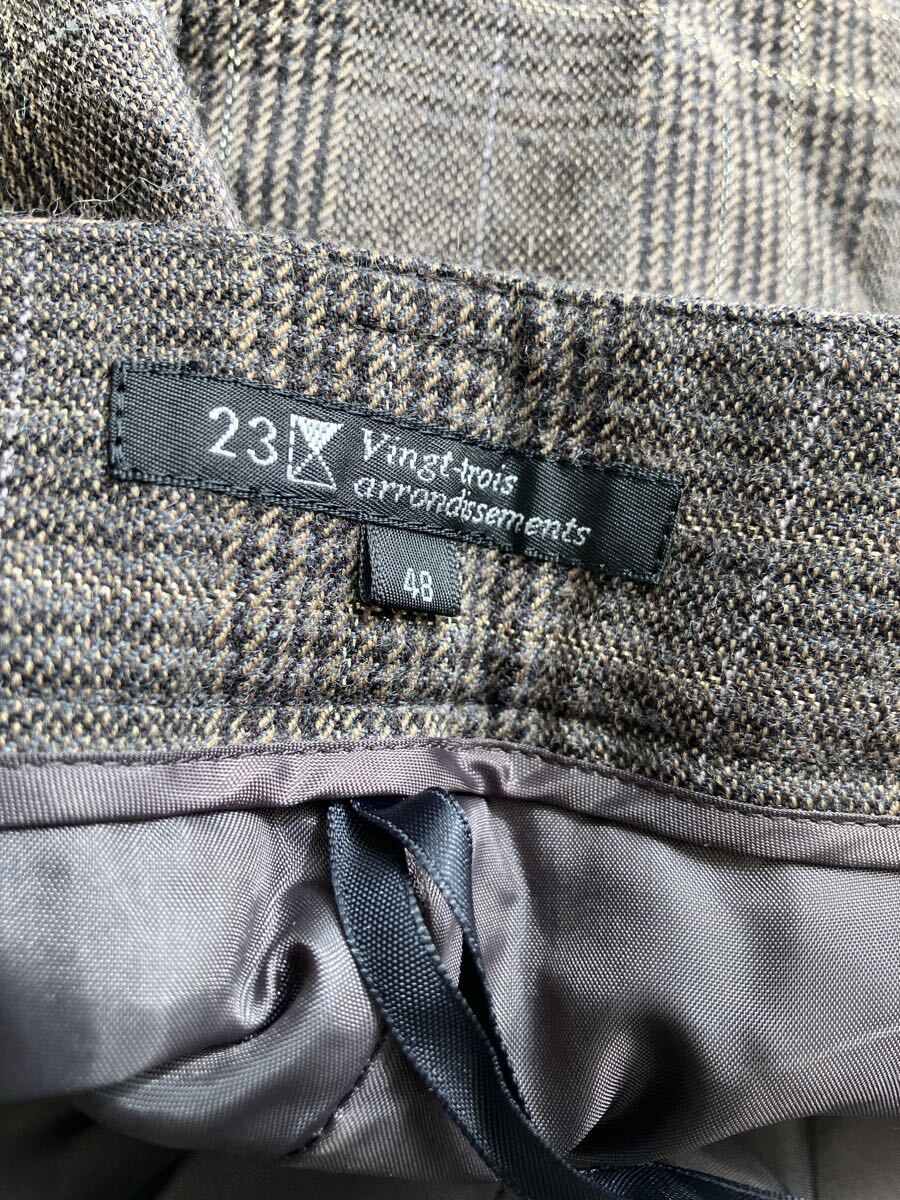 23 Vingt-trois
arrondissements
48